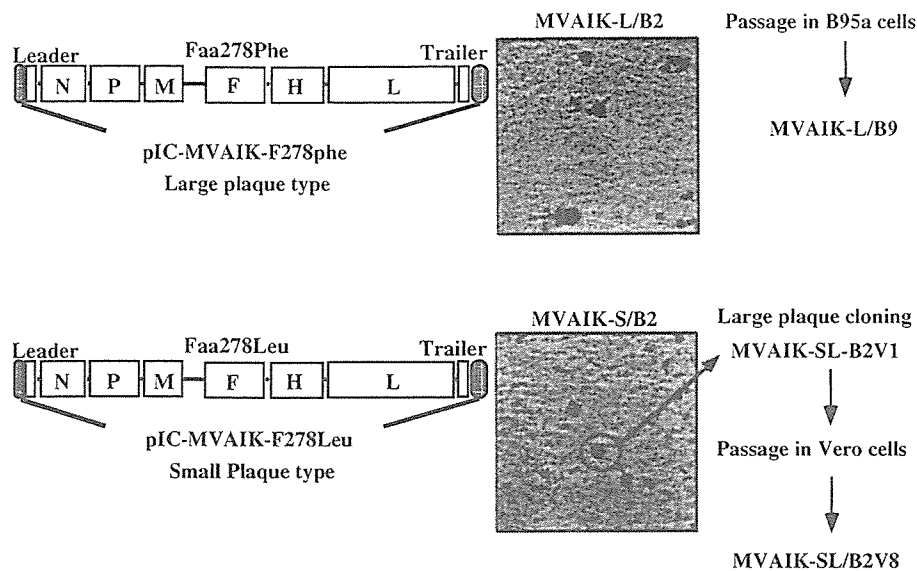 MVAIK-L/B2
Passage in B95a cells
Faa278Phe
Leader
Trailer
N P M F H L
MVAIK-L/B9
pIC-MVAIK-F278phe
Large plaque type
MVAIK-S/B2
Large plaque cloning
Faa278Leu
Leader
Trailer
MVAIK-SL-B2V1
N P M F H L
pIC-MVAIK-F278Leu
Passage in Vero cells
Small Plaque type
MVAIK-SL/B2V8